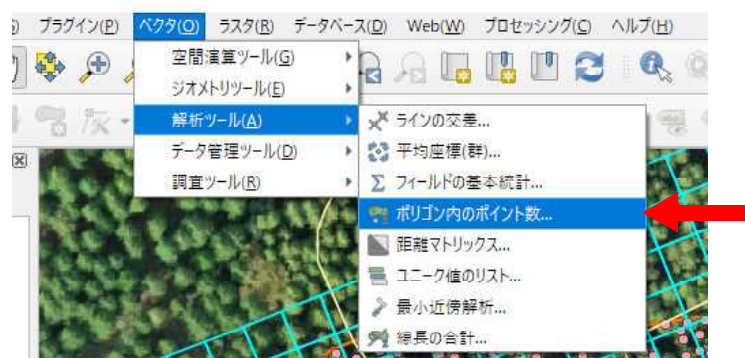 プラグイン(P) ベクタ(O) ラスタ(R) データベース(D) Web(W) プロセッシング(C) ヘルプ(H)
空間演算ツール(G)
ジオメトリツール(E)
解析ツール(A)
データ管理ツール(D)
調査ツール(R)
ラインの交差...
平均座標(群)...
フィールドの基本統計...
ポリゴン内のポイント数...
距離マトリックス...
ユニーク値のリスト...
最小近傍解析...
線長の合計...